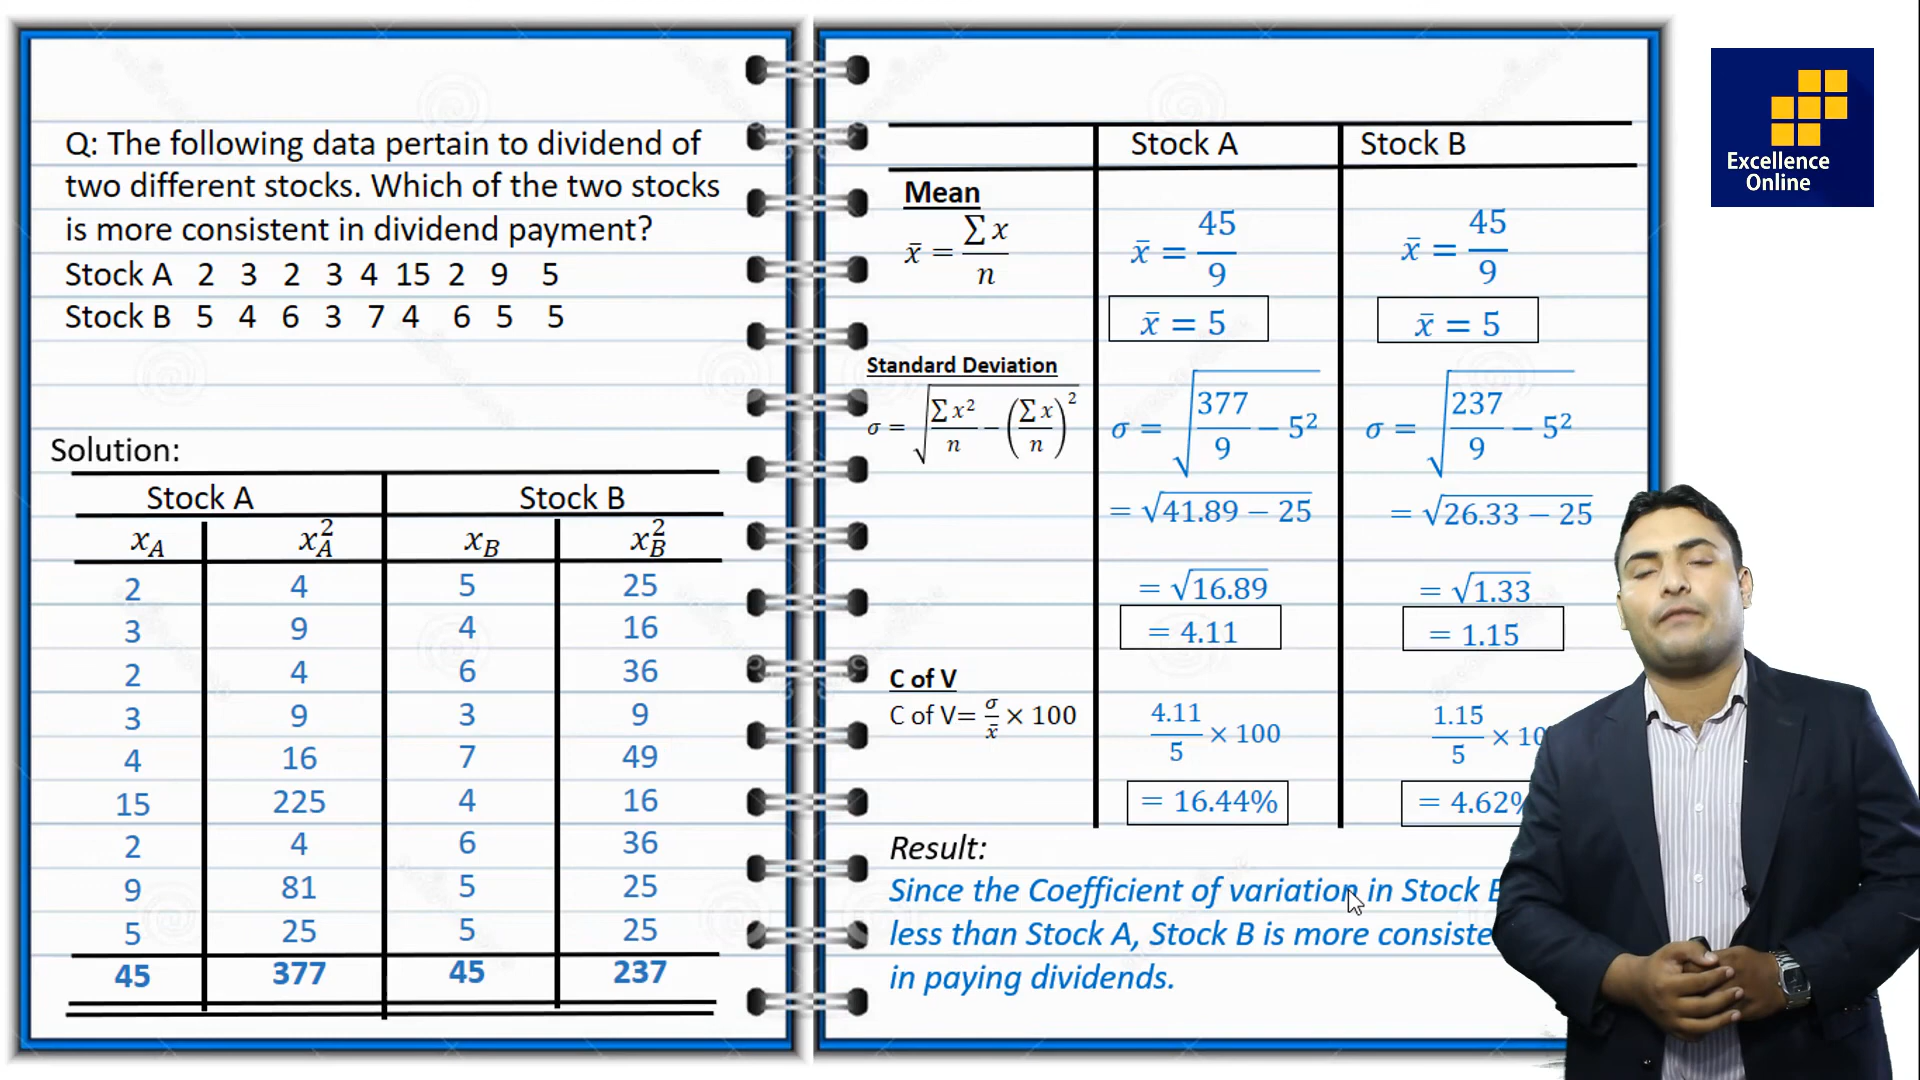 Q: The following data pertain to dividend of
two different stocks. Which of the two stocks
is more consistent in dividend payment?
Stock A 2 3 2 3 4 15 2 9 5
Stock B 5 4 6 3 7 4 6 5 5
Solution:
Stock A Stock B
x_A x_A^2 x_B x_B^2
2 4 5 25
3 9 4 16
2 4 6 36
3 9 3 9
4 16 7 49
15 225 4 16
2 4 6 36
9 81 5 25
5 25 5 25
45 377 45 237
Stock A Stock B
Mean
x̄ = ∑x/n x̄ = 45/9 x̄ = 45/9
x̄ = 5 x̄ = 5
Standard Deviation
σ = √(∑x²/n − (∑x/n)²) σ = √(377/9 − 5²) σ = √(237/9 − 5²)
= √(41.89 − 25) = √(26.33 − 25)
= √16.89 = √1.33
= 4.11 = 1.15
C of V
C of V= σ/x̄ × 100 4.11/5 × 100 1.15/5 × 10
= 16.44% = 4.62%
Result:
Since the Coefficient of variation in Stock B
less than Stock A, Stock B is more consiste
in paying dividends.
Excellence
Online